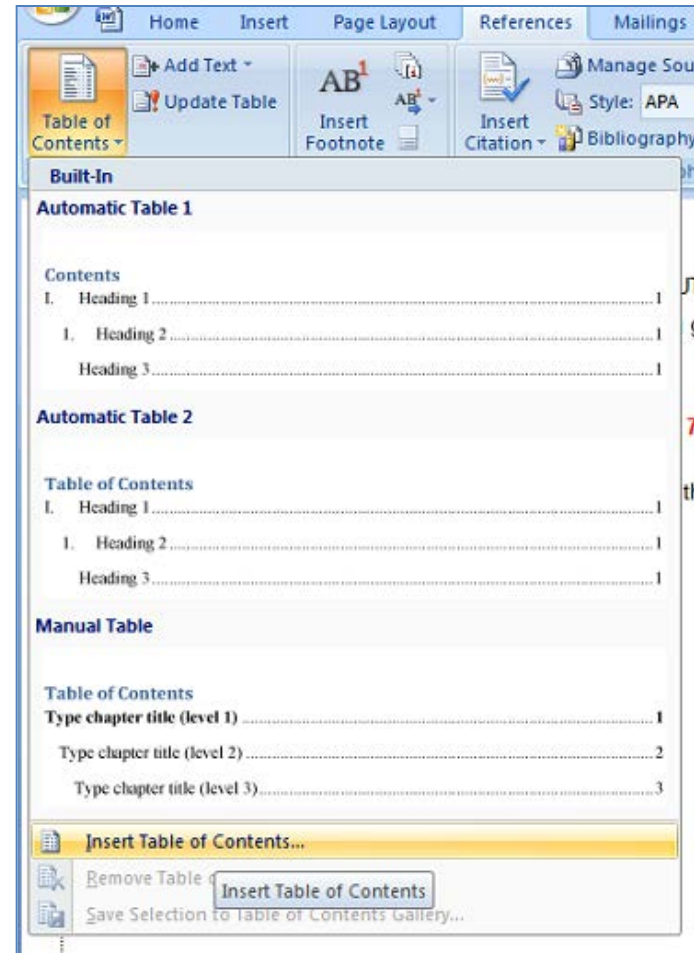 Home Insert Page Layout References Mailings
Add Text
Update Table
Table of
Contents
AB1
Insert
Footnote
AB1
[i]
Insert
Citation
Manage Sou
Style: APA
Bibliography
Built-In
Automatic Table 1
Contents
I. Heading 1 1
1. Heading 2 1
Heading 3 1
Automatic Table 2
Table of Contents
I. Heading 1 1
1. Heading 2 1
Heading 3 1
7
Manual Table
Table of Contents
Type chapter title (level 1) 1
Type chapter title (level 2) 2
Type chapter title (level 3) 3
Insert Table of Contents...
Remove Table
Insert Table of Contents
Save Selection to Table of Contents Gallery...